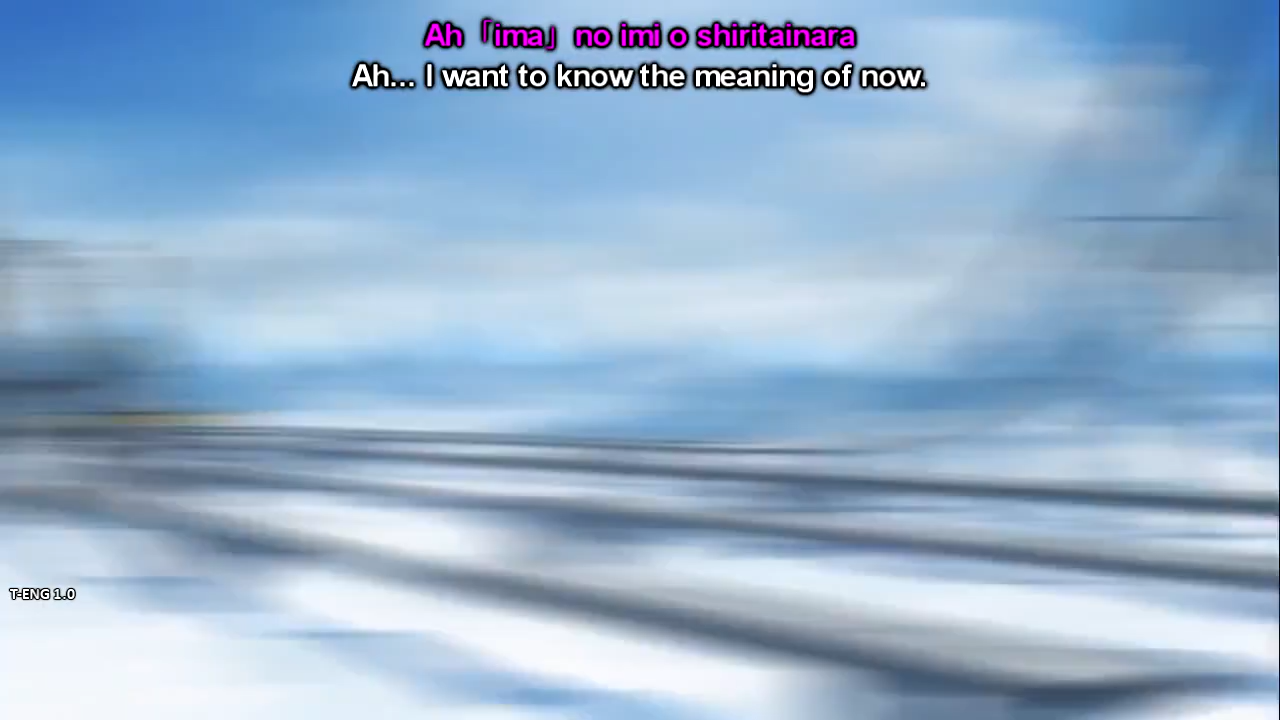 Ah「ima」no imi o shiritainara
Ah... I want to know the meaning of now.
T-ENG 1.0